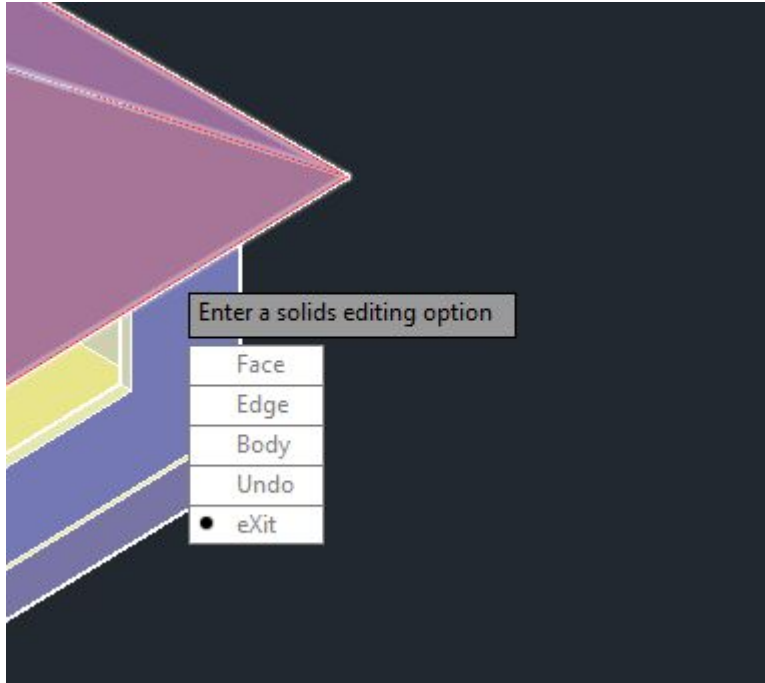 Enter a solids editing option
Face
Edge
Body
Undo
eXit